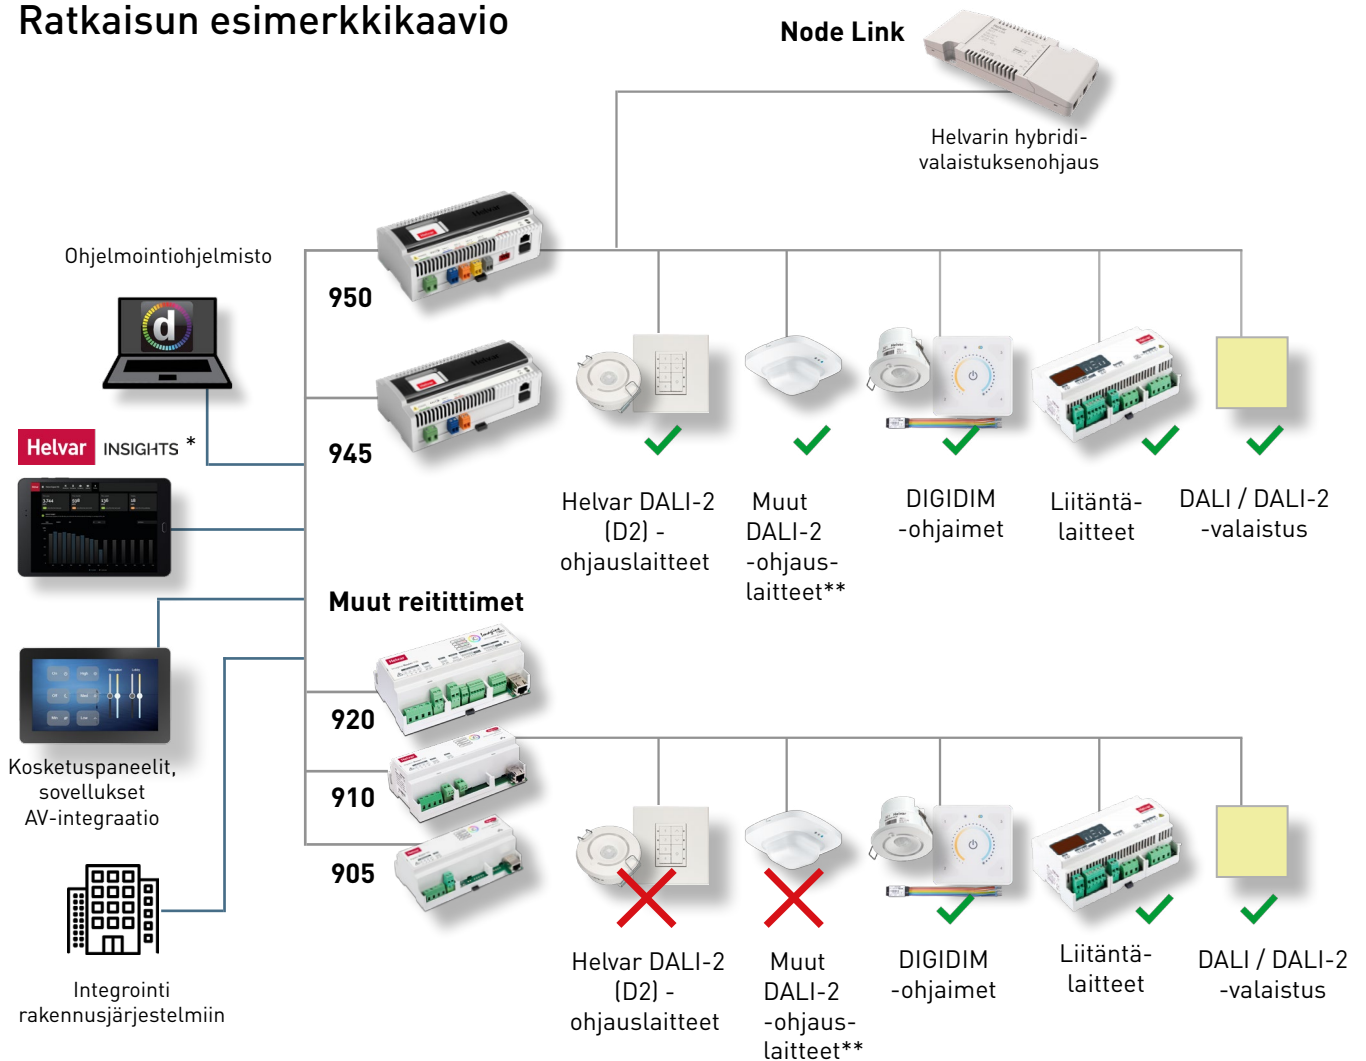 Ratkaisun esimerkkikaavio
Node Link
Helvarin hybridi-
valaistuksenohjaus
Ohjelmointiohjelmisto
950
945
Helvar INSIGHTS *
Helvar DALI-2
(D2) -
ohjauslaitteet
Muut
DALI-2
-ohjaus-
laitteet**
DIGIDIM
-ohjaimet
Liitäntä-
laitteet
DALI / DALI-2
-valaistus
Muut reitittimet
920
910
905
Kosketuspaneelit,
sovellukset
AV-integraatio
Integrointi
rakennusjärjestelmiin
Helvar DALI-2
(D2) -
ohjauslaitteet
Muut
DALI-2
-ohjaus-
laitteet**
DIGIDIM
-ohjaimet
Liitäntä-
laitteet
DALI / DALI-2
-valaistus